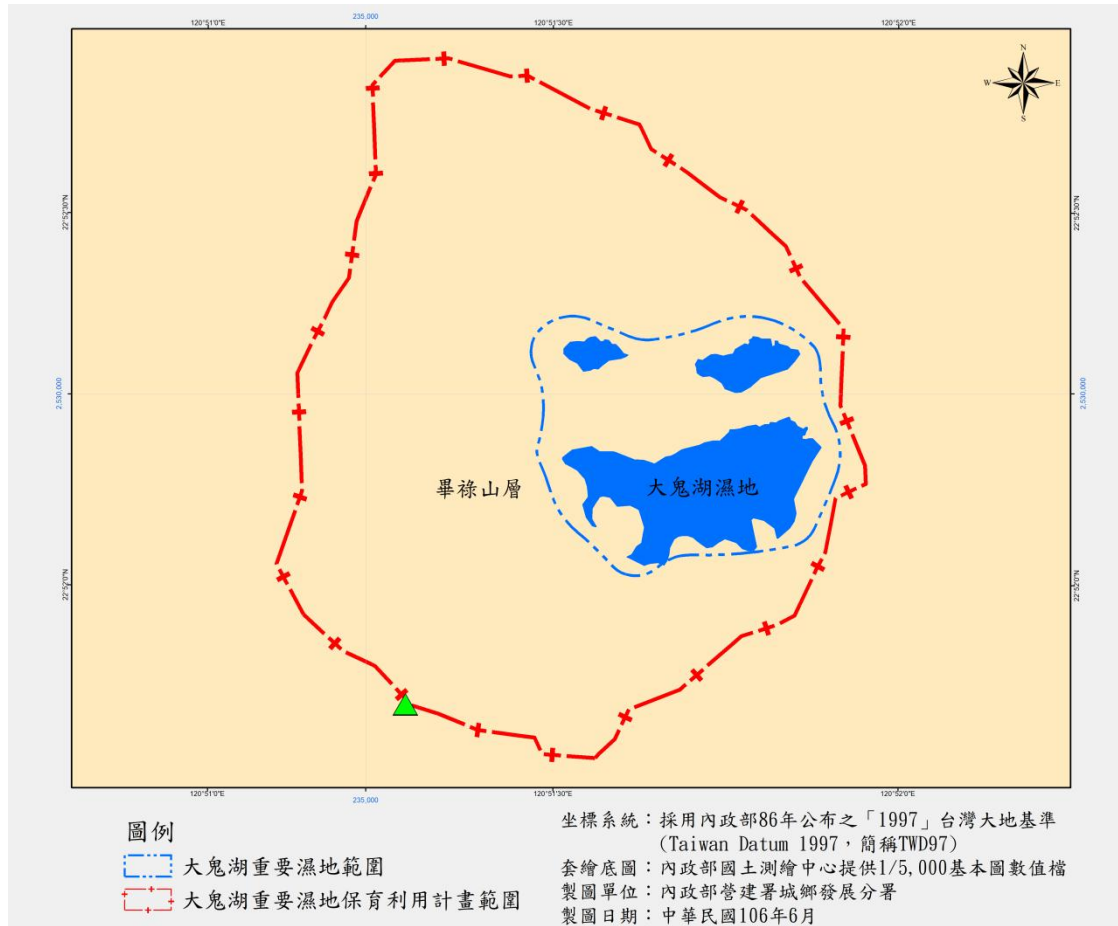 120°51'0"E
235,000
120°51'30"E
120°52'0"E
N
W
E
S
22°52'30"N
22°52'30"N
2,530,000
2,530,000
畢祿山層
大鬼湖濕地
22°52'0"N
22°52'0"N
120°51'0"E
235,000
120°51'30"E
120°52'0"E
圖例
大鬼湖重要濕地範圍
大鬼湖重要濕地保育利用計畫範圍
坐標系統：採用內政部86年公布之「1997」台灣大地基準
(Taiwan Datum 1997，簡稱TWD97)
套繪底圖：內政部國土測繪中心提供1/5,000基本圖數值檔
製圖單位：內政部營建署城鄉發展分署
製圖日期：中華民國106年6月